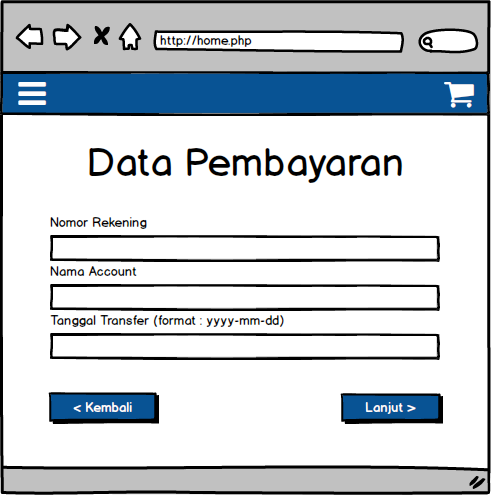 http://home.php
Data Pembayaran
Nomor Rekening
Nama Account
Tanggal Transfer (format : yyyy-mm-dd)
< Kembali
Lanjut >